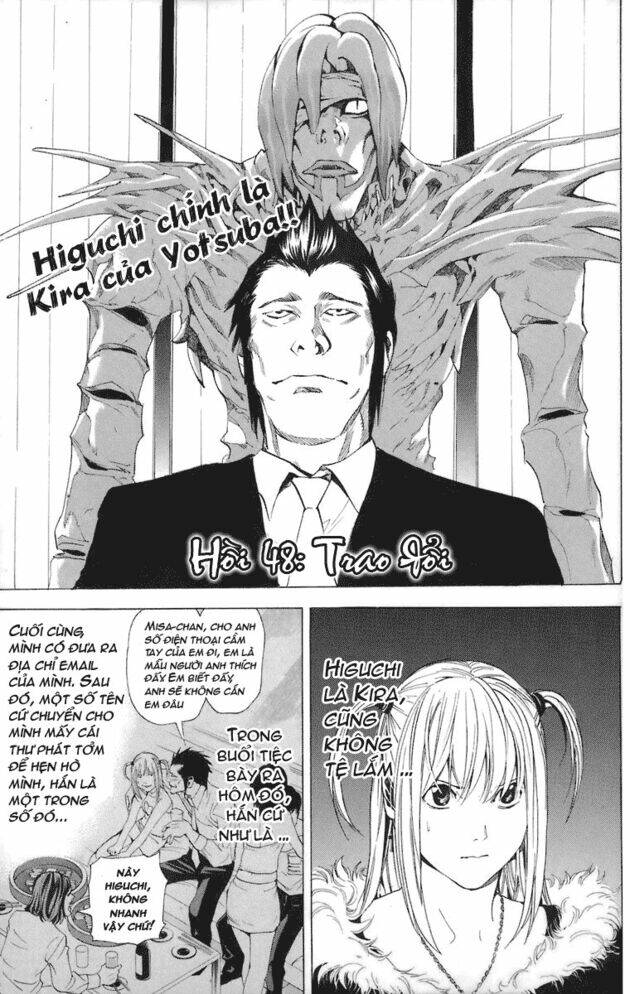 Higuchi chính là
Kira của Yotsuba!!
Hồi 48: Trao Đổi
HIGUCHI
LÀ KIRA,
CŨNG
KHÔNG
TỆ LẮM ...
MISA-CHAN, CHO ANH
SỐ ĐIỆN THOẠI CẦM
TAY CỦA EM ĐI, EM LÀ
MẪU NGƯỜI ANH THÍCH
ĐẤY. EM BIẾT ĐẤY,
ANH SẼ KHÔNG CẮN
EM ĐÂU
TRONG
BUỔI TIỆC
BÀY RA
HÔM ĐÓ,
HẮN CỨ
NHƯ LÀ ...
CUỐI CÙNG,
MÌNH CÓ ĐƯA RA
ĐỊA CHỈ EMAIL
CỦA MÌNH. SAU
ĐÓ, MỘT SỐ TÊN
CỨ CHUYỂN CHO
MÌNH MẤY CÁI
THƯ PHÁT TỞM
ĐỂ HẸN HÒ
MÌNH, HẮN LÀ
MỘT TRONG
SỐ ĐÓ...
NÀY
HIGUCHI,
KHÔNG
NHANH
VẬY CHỨ!